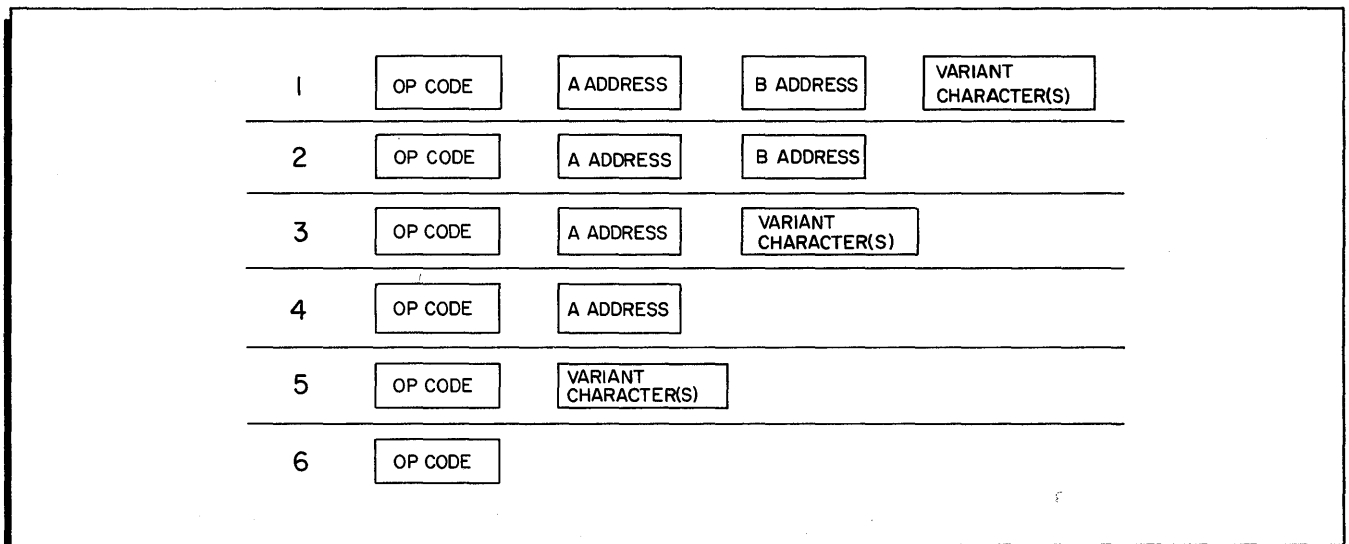 1 OP CODE A ADDRESS B ADDRESS VARIANT
CHARACTER(S)
2 OP CODE A ADDRESS B ADDRESS
3 OP CODE A ADDRESS VARIANT
CHARACTER(S)
4 OP CODE A ADDRESS
5 OP CODE VARIANT
CHARACTER(S)
6 OP CODE